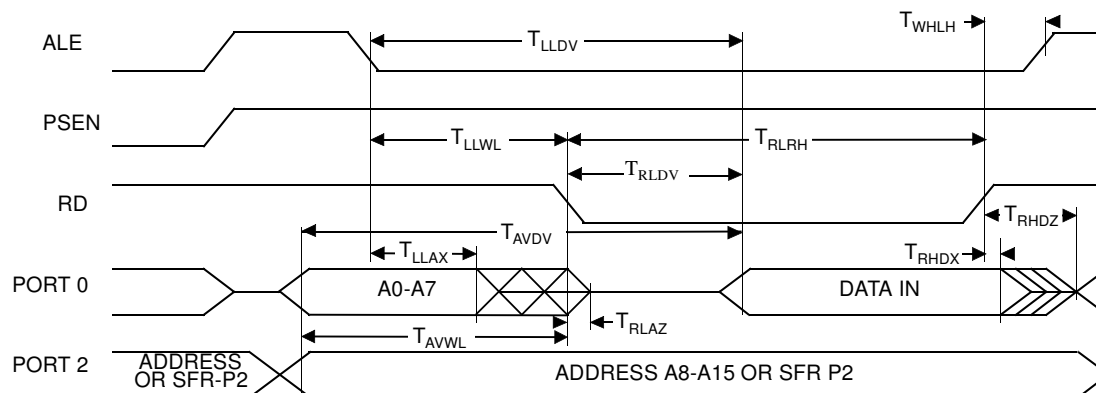 ALE
T_WHLH
T_LLDV
PSEN
T_LLWL
T_RLRH
T_RLDV
RD
T_AVDV
T_RHDZ
T_LLAX
T_RHDX
PORT 0
A0-A7
DATA IN
T_RLAZ
T_AVWL
PORT 2
ADDRESS
OR SFR-P2
ADDRESS A8-A15 OR SFR P2